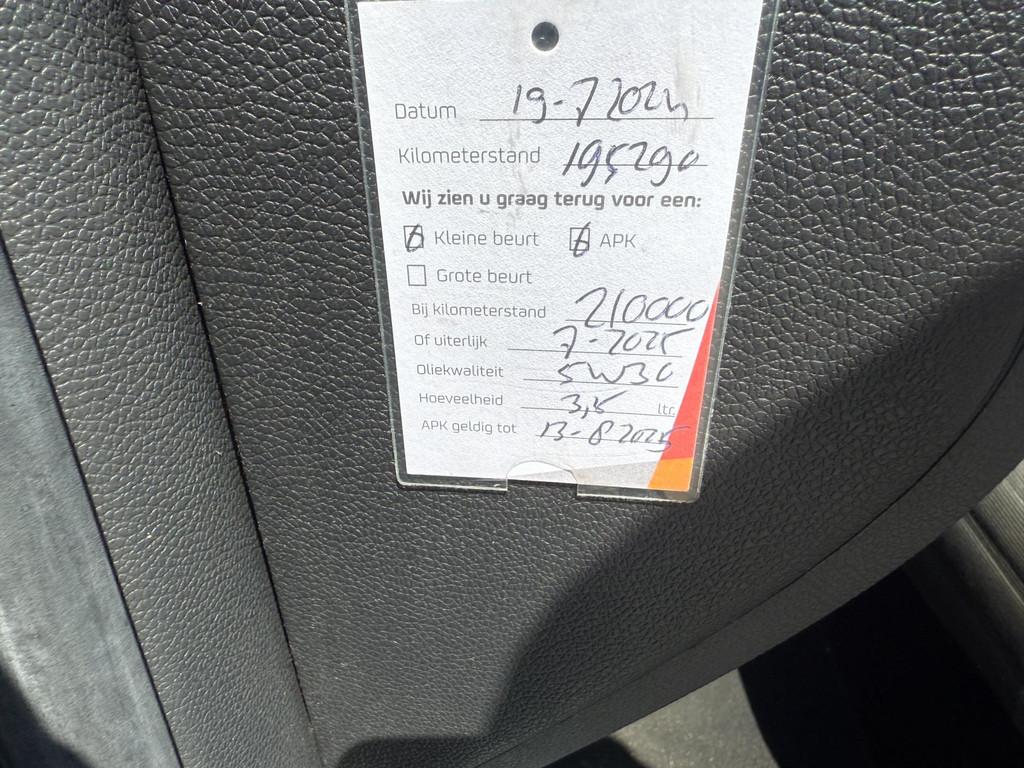 Datum 19-7 2024
Kilometerstand 195290
Wij zien u graag terug voor een:
Kleine beurt APK
Grote beurt
Bij kilometerstand 210000
Of uiterlijk 7-2025
Oliekwaliteit 5W30
Hoeveelheid 3,5 ltr
APK geldig tot 13-8 2025